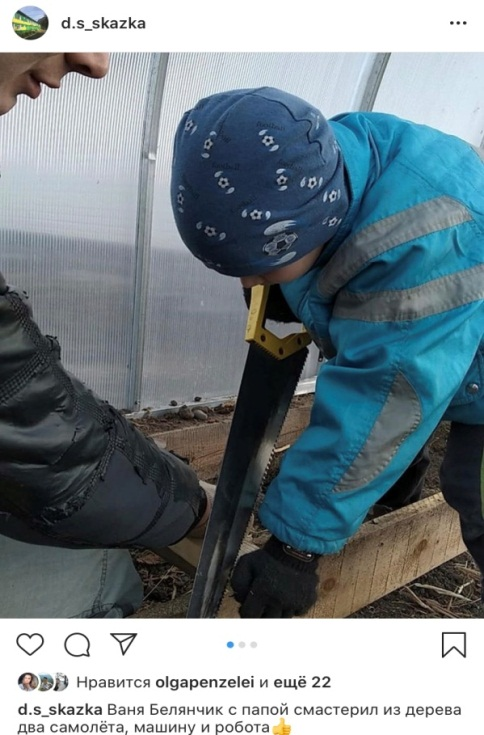 d.s_skazka
Нравится olgapenzelei и ещё 22
d.s_skazka Ваня Белянчик с папой смастерил из дерева
два самолёта, машину и робота👍